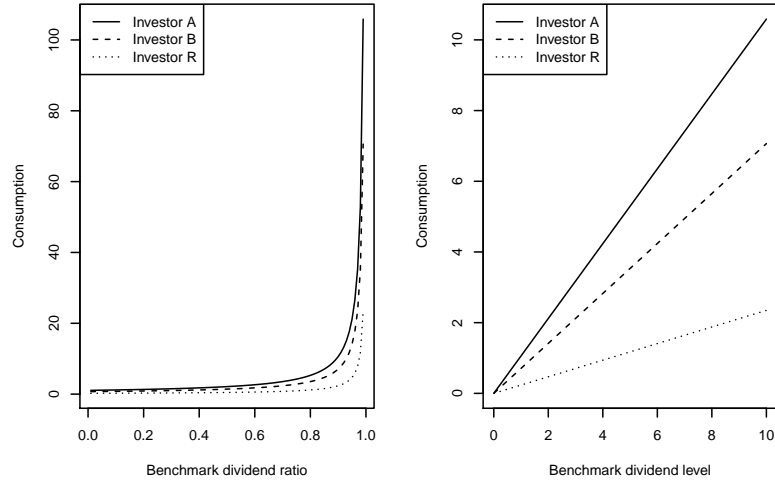 Investor A
Investor B
Investor R
Consumption
0
20
40
60
80
100
0.0 0.2 0.4 0.6 0.8 1.0
Benchmark dividend ratio
Investor A
Investor B
Investor R
Consumption
0
2
4
6
8
10
0 2 4 6 8 10
Benchmark dividend level